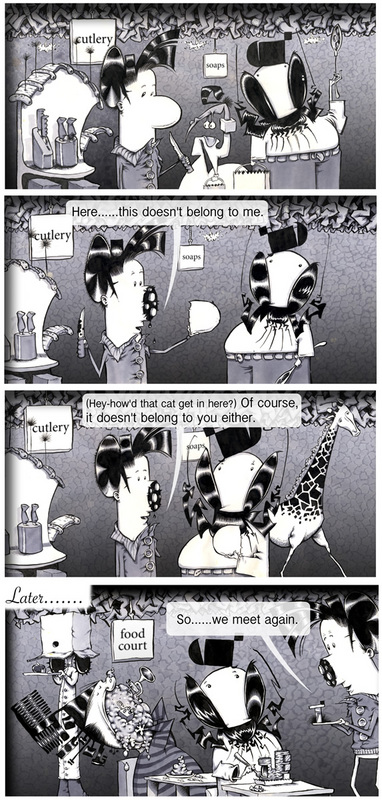 cutlery
soaps
Here......this doesn't belong to me.
cutlery
soaps
(Hey-how'd that cat get in here?) Of course,
it doesn't belong to you either.
cutlery
soaps
Later.......
So......we meet again.
food
court